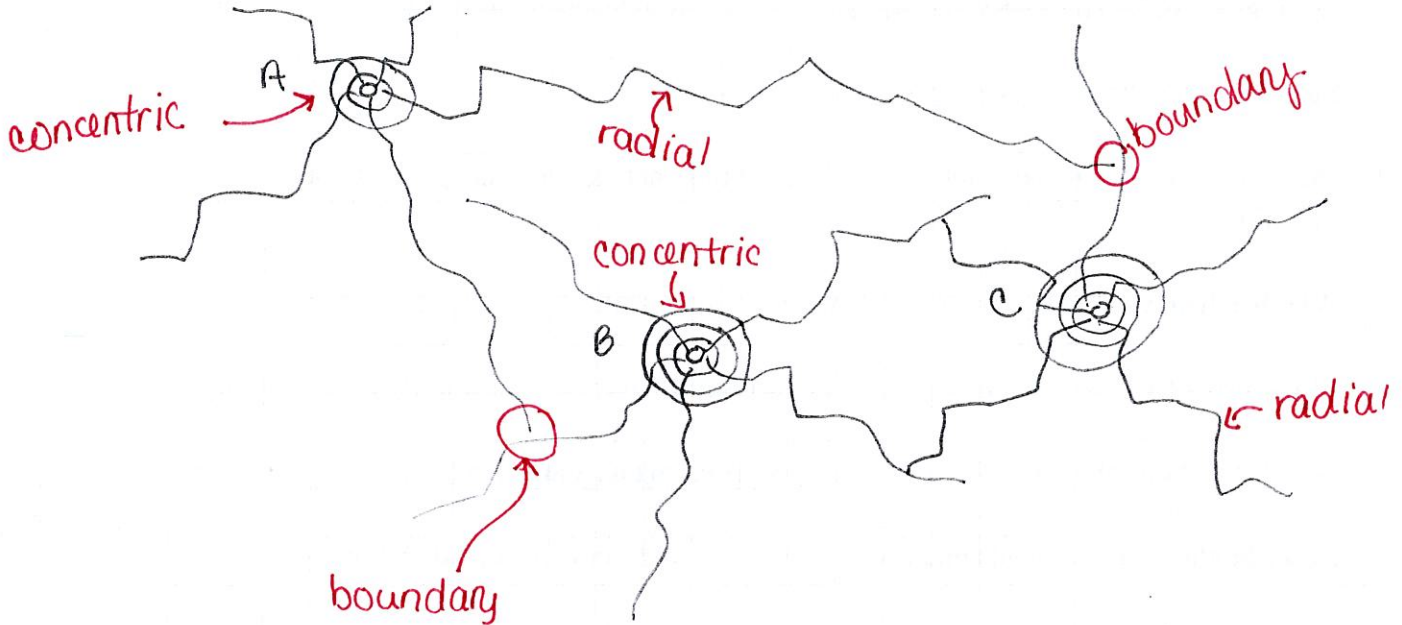 A
concentric
radial
boundary
concentric
B
C
radial
boundary